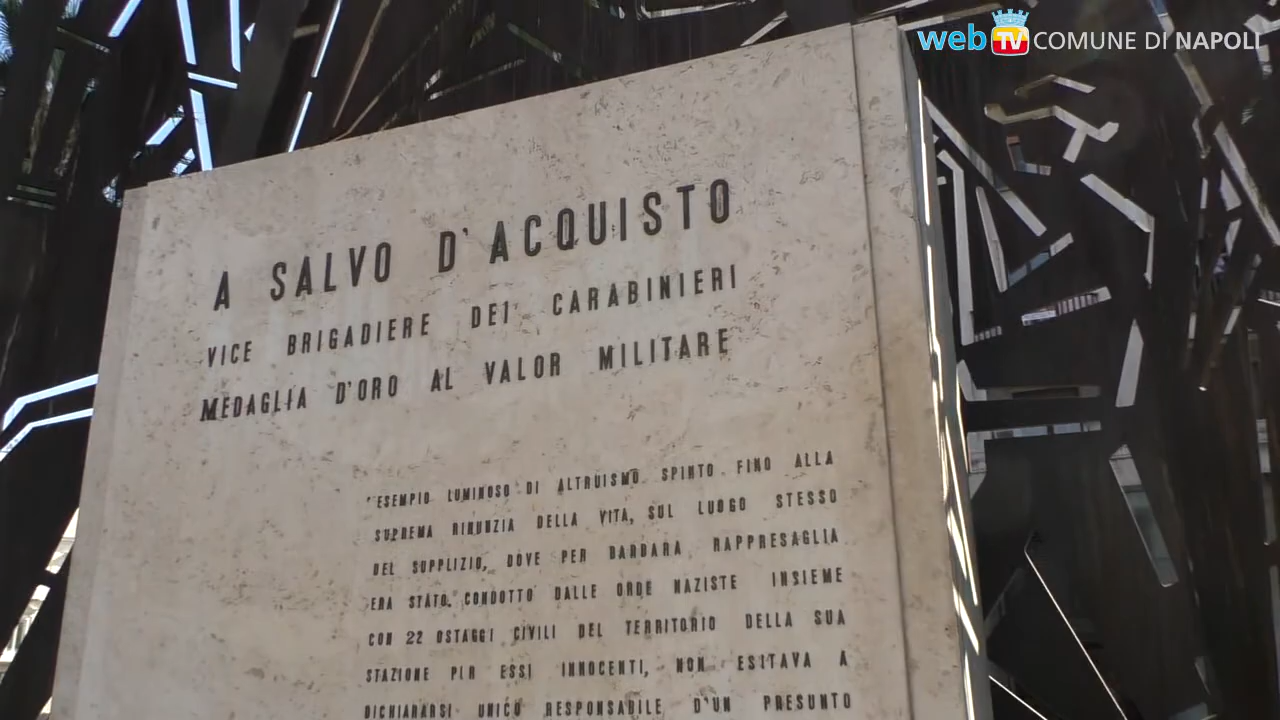 web TV COMUNE DI NAPOLI
A SALVO D'ACQUISTO
VICE BRIGADIERE DEI CARABINIERI
MEDAGLIA D'ORO AL VALOR MILITARE
"ESEMPIO LUMINOSO DI ALTRUISMO SPINTO FINO ALLA
SUPREMA RINUNZIA DELLA VITA, SUL LUOGO STESSO
DEL SUPPLIZIO, DOVE PER BARBARA RAPPRESAGLIA
ERA STATO CONDOTTO DALLE ORDE NAZISTE INSIEME
CON 22 OSTAGGI CIVILI DEL TERRITORIO DELLA SUA
STAZIONE PER ESSI INNOCENTI, NON ESITAVA A
DICHIARARSI UNICO RESPONSABILE D'UN PRESUNTO